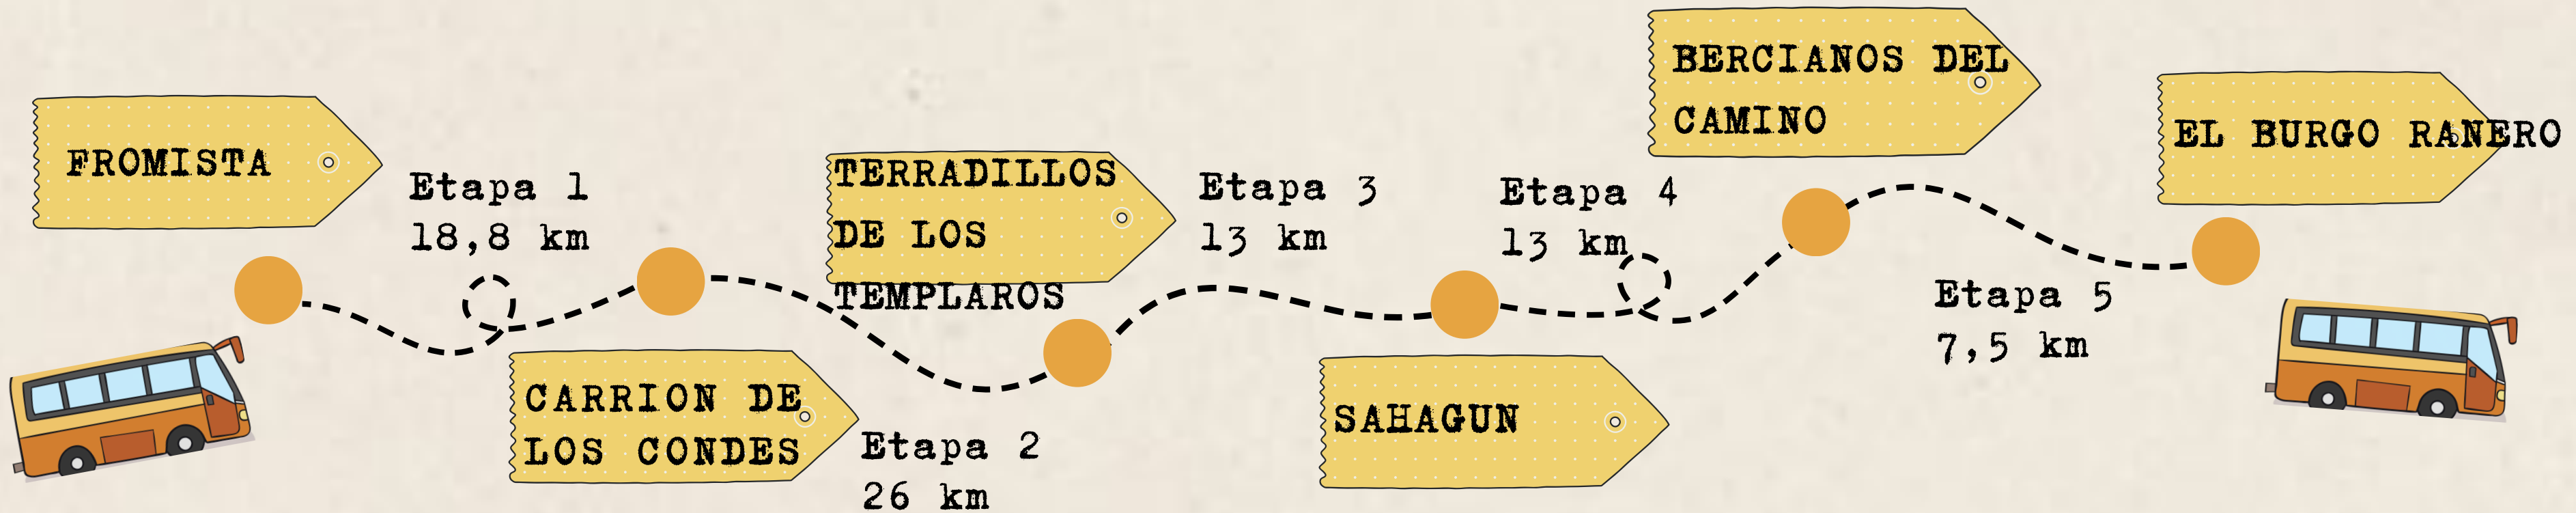 FROMISTA
Etapa 1
18,8 km
CARRION DE
LOS CONDES
Etapa 2
26 km
TERRADILLOS
DE LOS
TEMPLAROS
Etapa 3
13 km
SAHAGUN
Etapa 4
13 km
BERCIANOS DEL
CAMINO
Etapa 5
7,5 km
EL BURGO RANERO